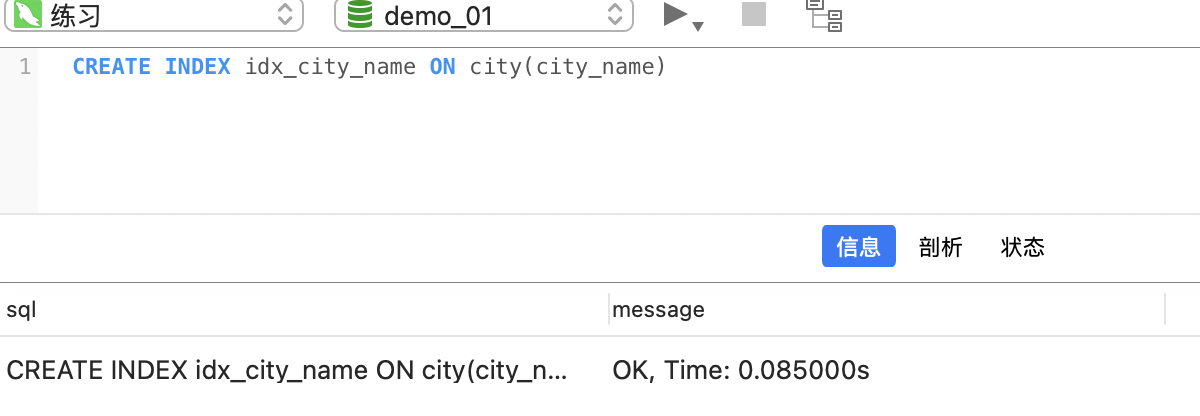 练习 demo_01
1 CREATE INDEX idx_city_name ON city(city_name)
信息 剖析 状态
sql message
CREATE INDEX idx_city_name ON city(city_n... OK, Time: 0.085000s